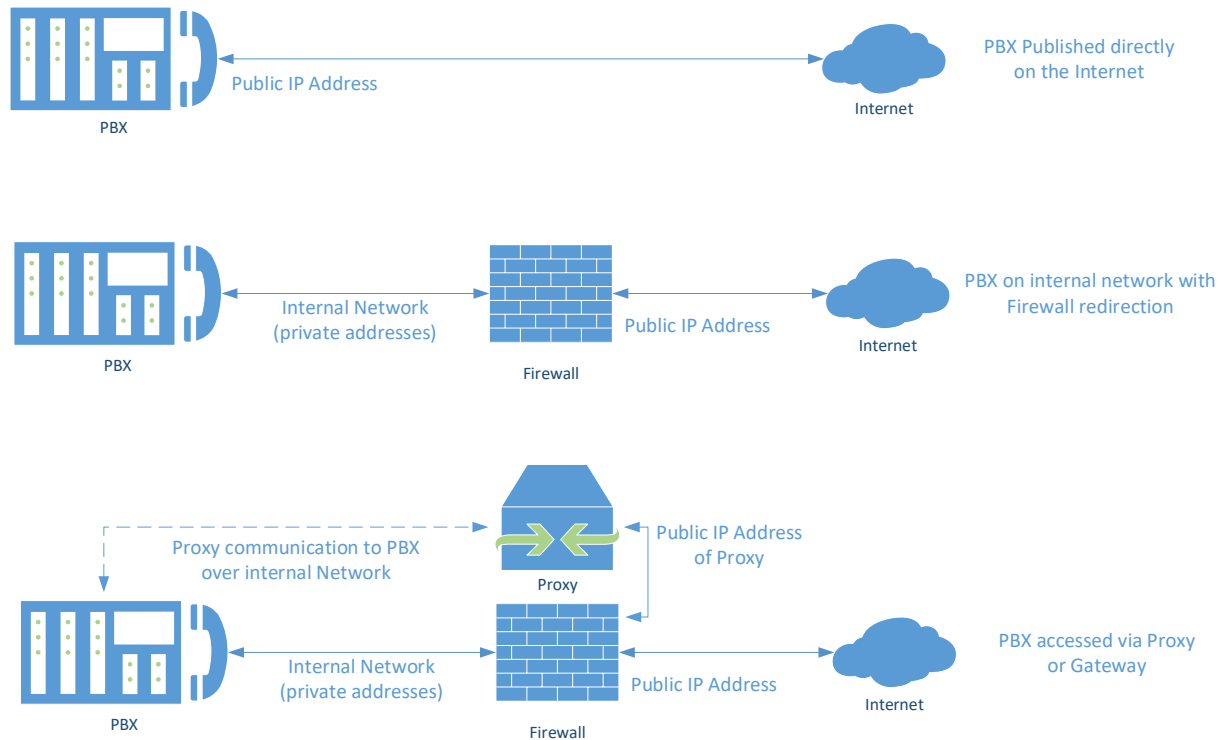 Public IP Address
PBX
Internet
PBX Published directly
on the Internet
Internal Network
(private addresses)
PBX
Firewall
Public IP Address
Internet
PBX on internal network with
Firewall redirection
Proxy communication to PBX
over internal Network
Proxy
Public IP Address
of Proxy
Internal Network
(private addresses)
PBX
Firewall
Public IP Address
Internet
PBX accessed via Proxy
or Gateway